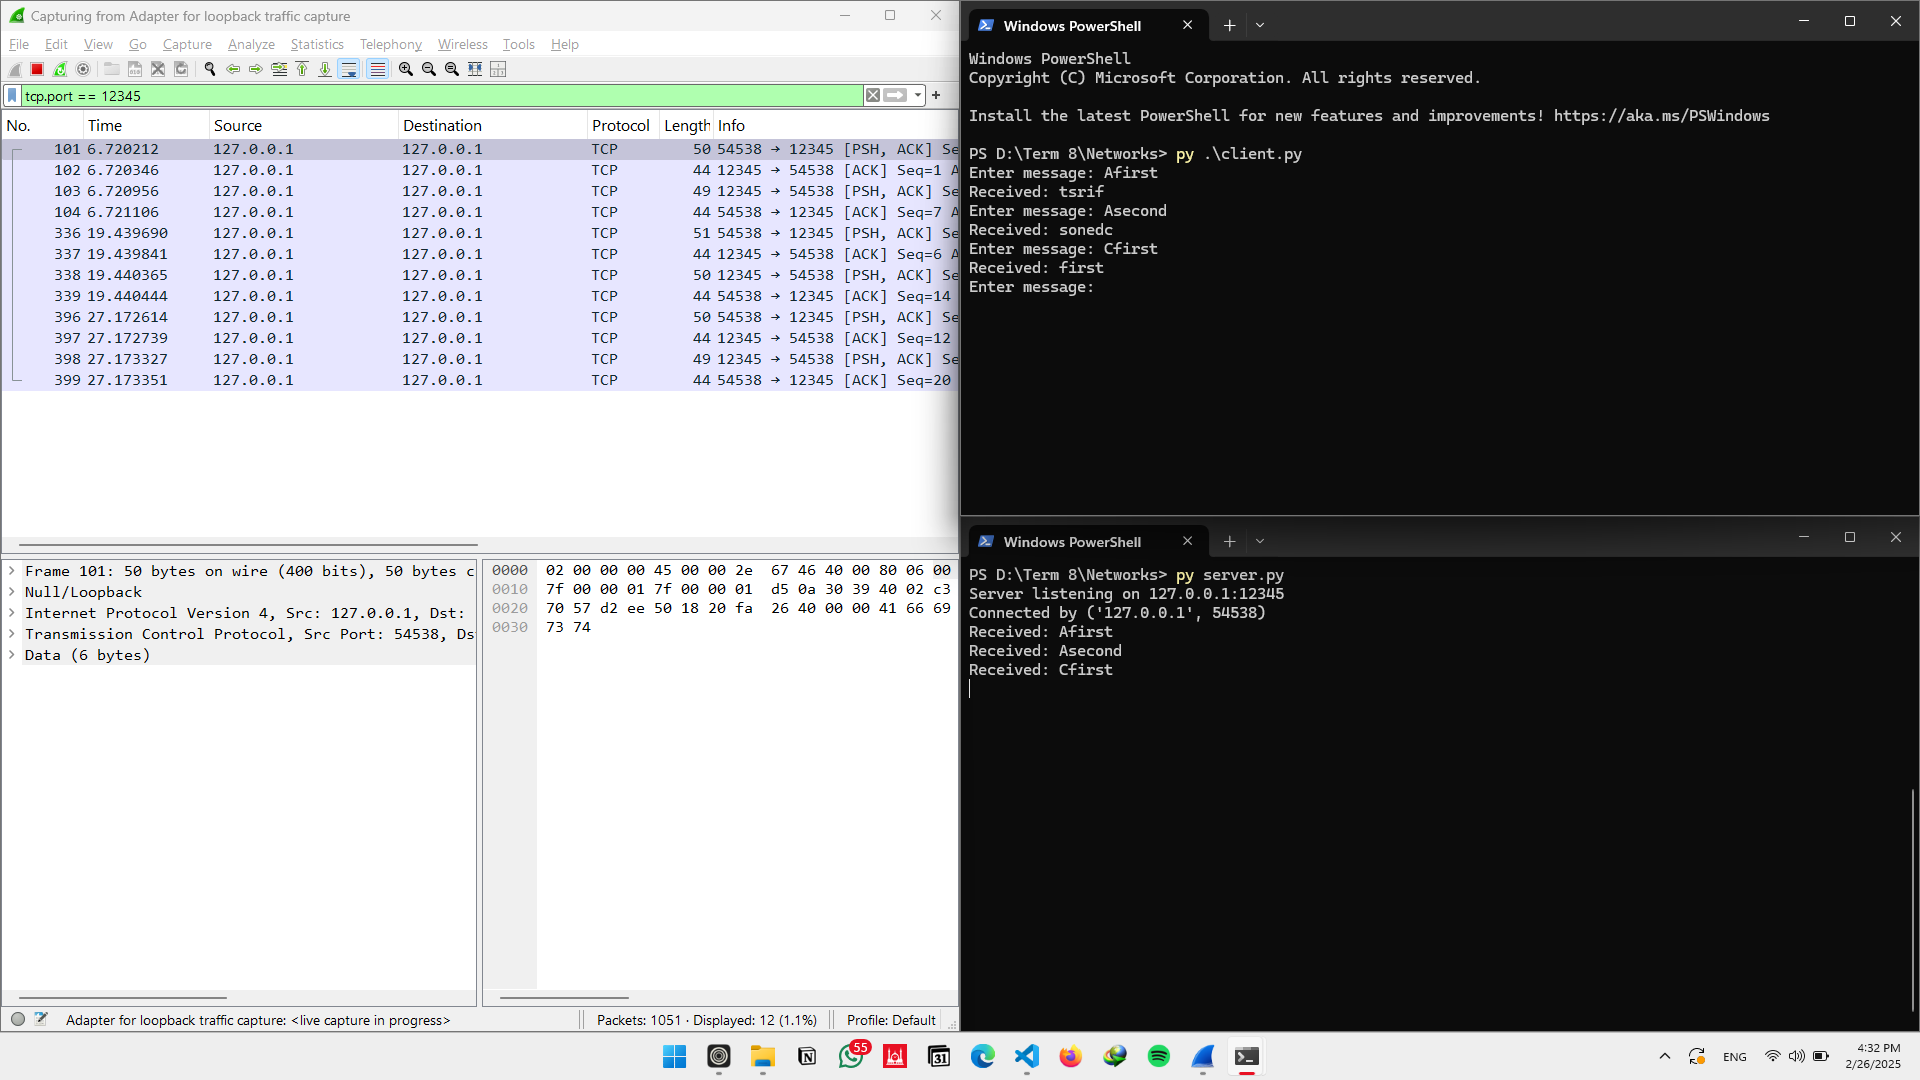 Capturing from Adapter for loopback traffic capture
File Edit View Go Capture Analyze Statistics Telephony Wireless Tools Help
tcp.port == 12345
No. Time Source Destination Protocol Length Info
101 6.720212 127.0.0.1 127.0.0.1 TCP 50 54538 → 12345 [PSH, ACK] Se
102 6.720346 127.0.0.1 127.0.0.1 TCP 44 12345 → 54538 [ACK] Seq=1 A
103 6.720956 127.0.0.1 127.0.0.1 TCP 49 12345 → 54538 [PSH, ACK] Se
104 6.721106 127.0.0.1 127.0.0.1 TCP 44 54538 → 12345 [ACK] Seq=7 A
336 19.439690 127.0.0.1 127.0.0.1 TCP 51 54538 → 12345 [PSH, ACK] Se
337 19.439841 127.0.0.1 127.0.0.1 TCP 44 12345 → 54538 [ACK] Seq=6 A
338 19.440365 127.0.0.1 127.0.0.1 TCP 50 12345 → 54538 [PSH, ACK] Se
339 19.440444 127.0.0.1 127.0.0.1 TCP 44 54538 → 12345 [ACK] Seq=14
396 27.172614 127.0.0.1 127.0.0.1 TCP 50 54538 → 12345 [PSH, ACK] Se
397 27.172739 127.0.0.1 127.0.0.1 TCP 44 12345 → 54538 [ACK] Seq=12
398 27.173327 127.0.0.1 127.0.0.1 TCP 49 12345 → 54538 [PSH, ACK] Se
399 27.173351 127.0.0.1 127.0.0.1 TCP 44 54538 → 12345 [ACK] Seq=20
Frame 101: 50 bytes on wire (400 bits), 50 bytes c
Null/Loopback
Internet Protocol Version 4, Src: 127.0.0.1, Dst:
Transmission Control Protocol, Src Port: 54538, Ds
Data (6 bytes)
0000 02 00 00 00 45 00 00 2e 67 46 40 00 80 06 00
0010 7f 00 00 01 7f 00 00 01 d5 0a 30 39 40 02 c3
0020 70 57 d2 ee 50 18 20 fa 26 40 00 00 41 66 69
0030 73 74
Adapter for loopback traffic capture: <live capture in progress>
Packets: 1051 · Displayed: 12 (1.1%)
Profile: Default
Windows PowerShell
Windows PowerShell
Copyright (C) Microsoft Corporation. All rights reserved.
Install the latest PowerShell for new features and improvements! https://aka.ms/PSWindows
PS D:\Term 8\Networks> py .\client.py
Enter message: Afirst
Received: tsrif
Enter message: Asecond
Received: sonedc
Enter message: Cfirst
Received: first
Enter message:
Windows PowerShell
PS D:\Term 8\Networks> py server.py
Server listening on 127.0.0.1:12345
Connected by ('127.0.0.1', 54538)
Received: Afirst
Received: Asecond
Received: Cfirst
55
31
ENG
4:32 PM
2/26/2025